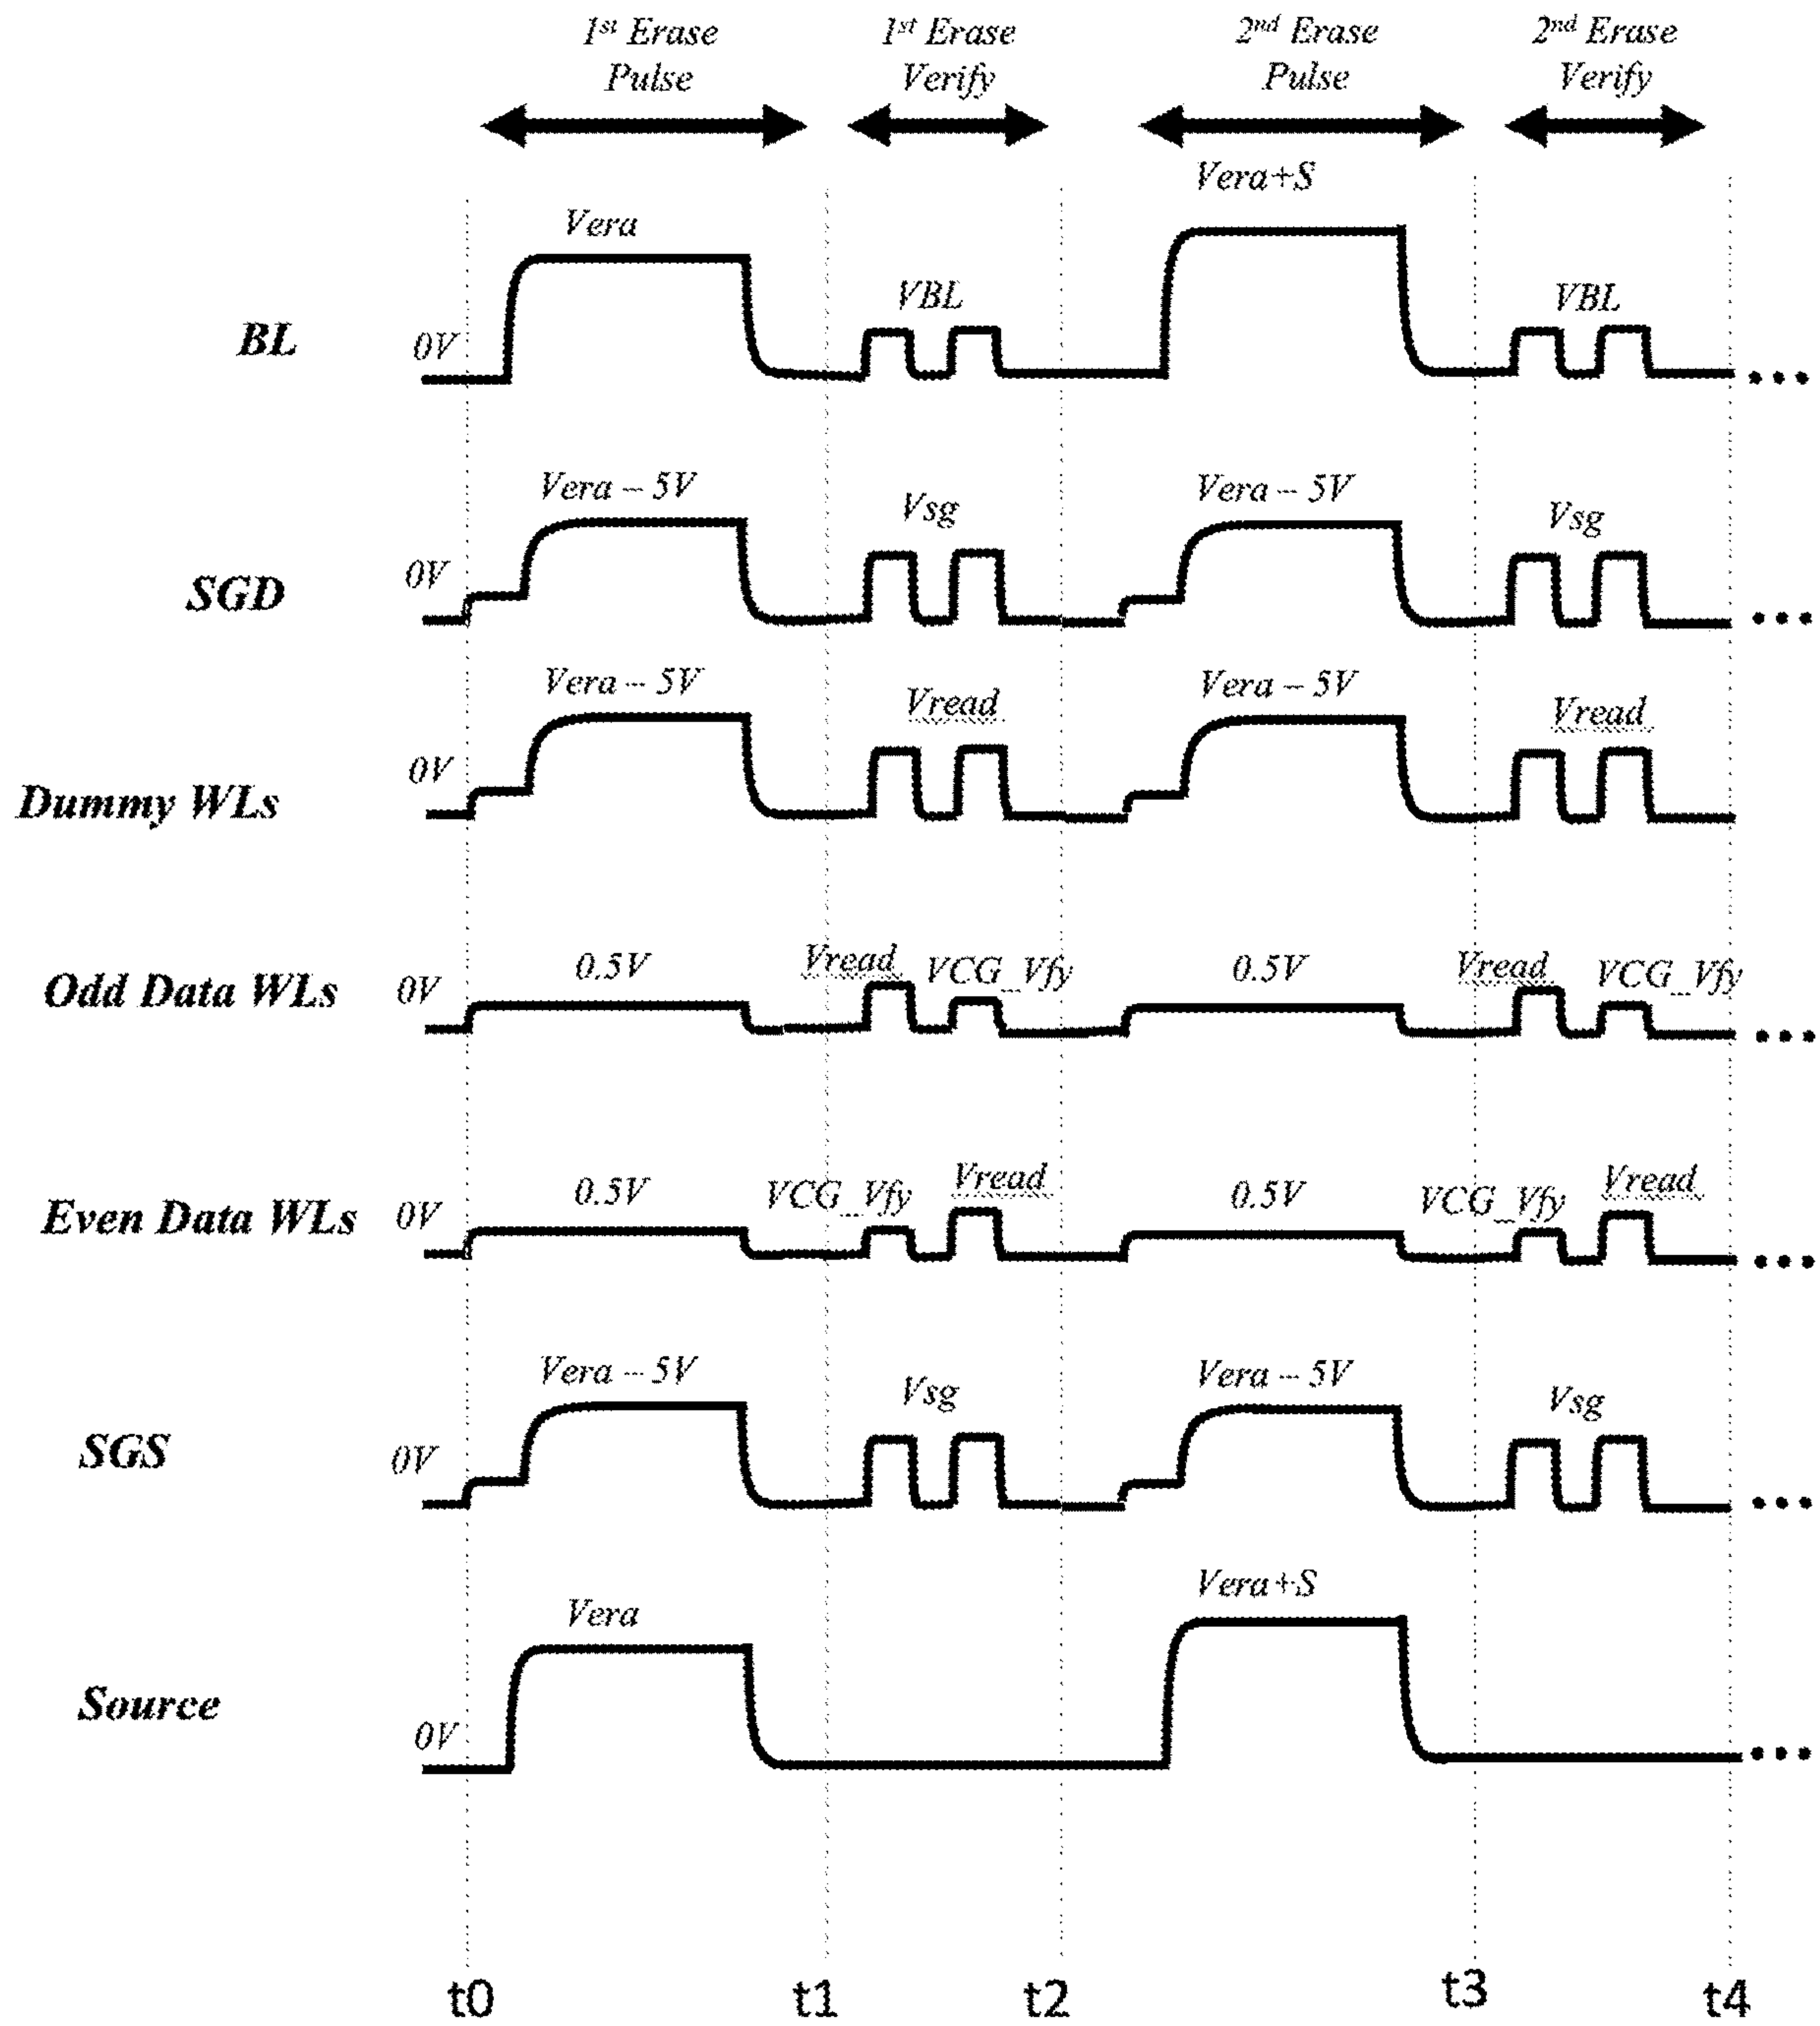 1st Erase Pulse
1st Erase Verify
2nd Erase Pulse
2nd Erase Verify
Vera
Vera+S
VBL
VBL
BL
0V
Vera – 5V
Vsg
Vera – 5V
Vsg
SGD
0V
Vera – 5V
Vread
Vera – 5V
Vread
Dummy WLs
0V
0.5V
Vread
VCG_Vfy
0.5V
Vread
VCG_Vfy
Odd Data WLs
0V
0.5V
VCG_Vfy
Vread
0.5V
VCG_Vfy
Vread
Even Data WLs
0V
Vera – 5V
Vsg
Vera – 5V
Vsg
SGS
0V
Vera
Vera+S
Source
0V
t0
t1
t2
t3
t4